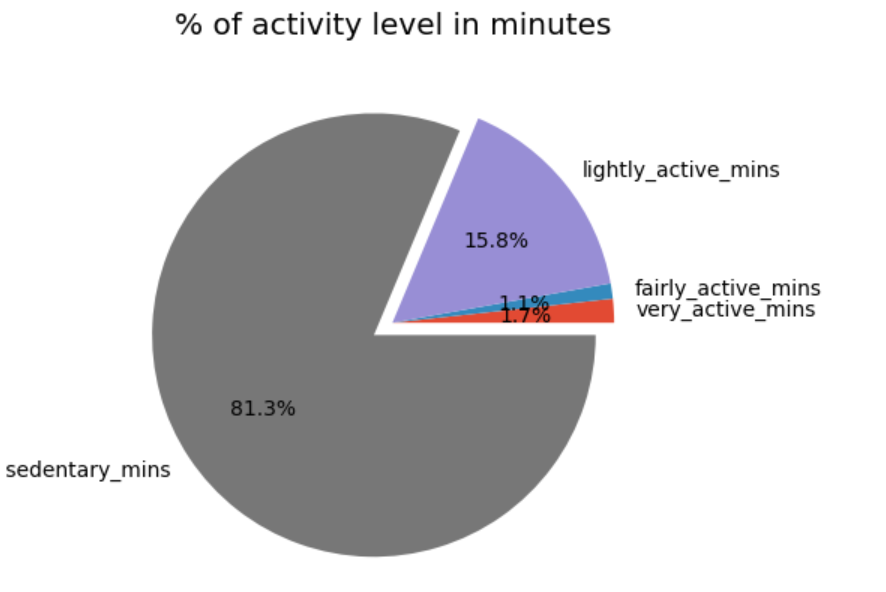 % of activity level in minutes
lightly_active_mins
15.8%
fairly_active_mins
1.1%
very_active_mins
1.7%
81.3%
sedentary_mins